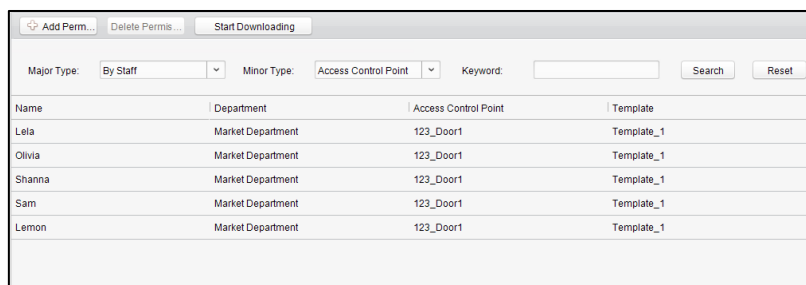 Add Perm... Delete Permis... Start Downloading
Major Type: By Staff Minor Type: Access Control Point Keyword: Search Reset
Name Department Access Control Point Template
Lela Market Department 123_Door1 Template_1
Olivia Market Department 123_Door1 Template_1
Shanna Market Department 123_Door1 Template_1
Sam Market Department 123_Door1 Template_1
Lemon Market Department 123_Door1 Template_1